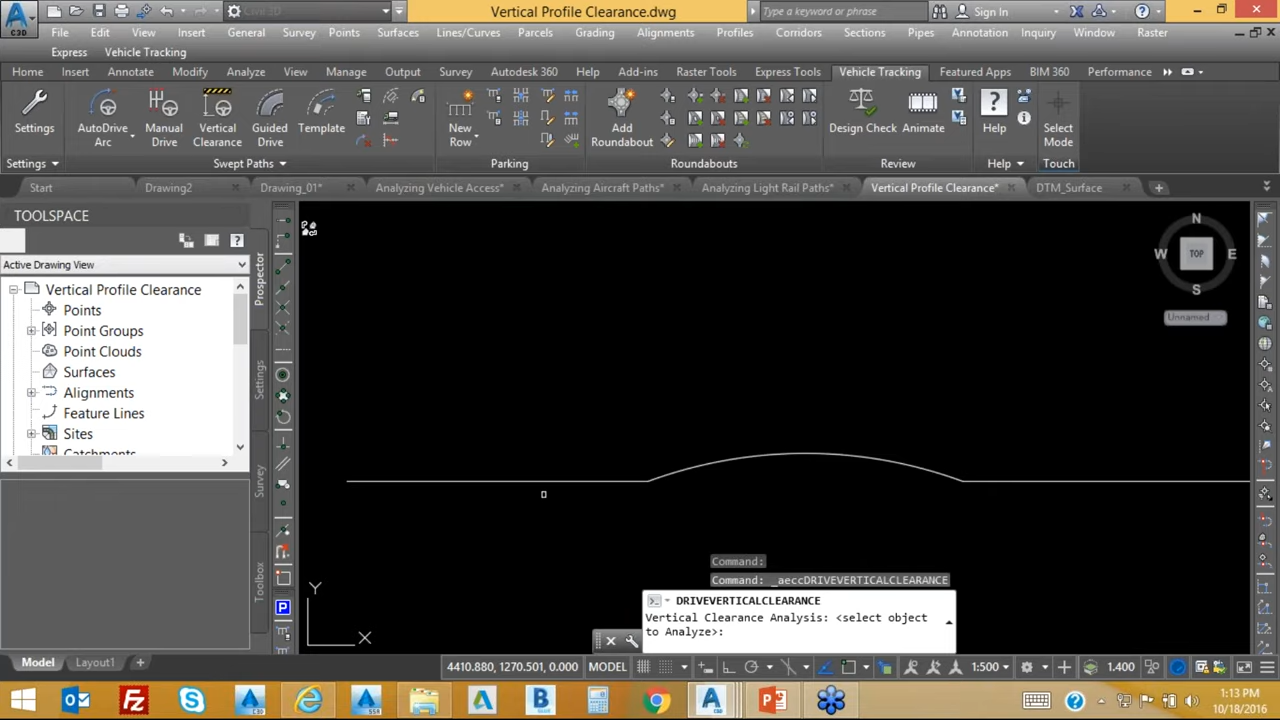 Civil 3D
Vertical Profile Clearance.dwg
Type a keyword or phrase
Sign In
C3D
File Edit View Insert General Survey Points Surfaces Lines/Curves Parcels Grading Alignments Profiles Corridors Sections Pipes Annotation Inquiry Window Raster
Express Vehicle Tracking
Home Insert Annotate Modify Analyze View Manage Output Survey Autodesk 360 Help Add-ins Raster Tools Express Tools Vehicle Tracking Featured Apps BIM 360 Performance
Settings
AutoDrive
Arc
Manual
Drive
Vertical
Clearance
Guided
Drive
Template
New
Row
Add
Roundabout
Design Check
Animate
Help
Select
Mode
Settings Swept Paths Parking Roundabouts Review Help Touch
Start Drawing2 Drawing_01* Analyzing Vehicle Access* Analyzing Aircraft Paths* Analyzing Light Rail Paths* Vertical Profile Clearance* DTM_Surface
TOOLSPACE
Active Drawing View
Vertical Profile Clearance
Points
Point Groups
Point Clouds
Surfaces
Alignments
Feature Lines
Sites
Catchments
Prospector
Settings
Survey
Toolbox
N
W TOP E
S
Unnamed
Y
X
Command:
Command: _aeccDRIVEVERTICALCLEARANCE
DRIVEVERTICALCLEARANCE
Vertical Clearance Analysis: <select object
to Analyze>:
Model Layout1
4410.880, 1270.501, 0.000 MODEL 1:500 1.400
1:13 PM
10/18/2016